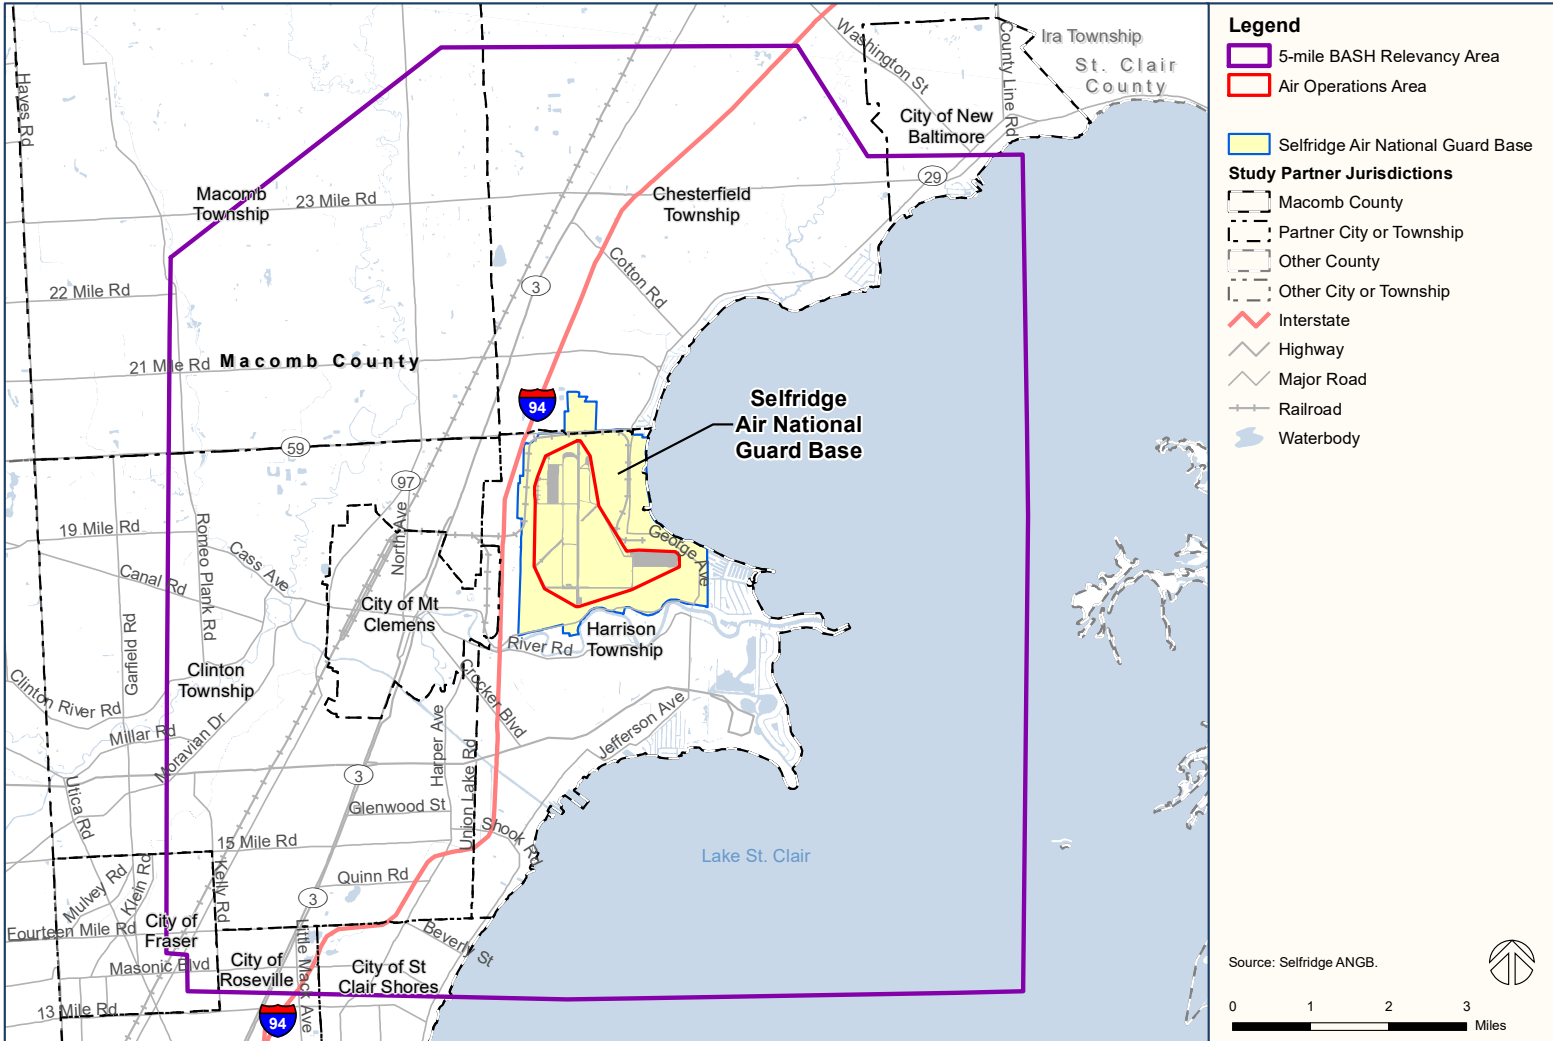 Hayes Rd
Washington St
County Line Rd
Ira Township
St. Clair
County
City of New
Baltimore
29
Macomb
Township
23 Mile Rd
Chesterfield
Township
Cotton Rd
3
22 Mile Rd
21 Mile Rd
Macomb County
94
Selfridge
Air National
Guard Base
59
97
19 Mile Rd
Romeo Plank Rd
Cass Ave
North Ave
George Ave
Canal Rd
City of Mt
Clemens
Garfield Rd
River Rd
Harrison
Township
Clinton
Township
Crocker Blvd
Clinton River Rd
Millar Rd
Moravian Dr
Harper Ave
Union Lake Rd
Jefferson Ave
3
Utica Rd
Glenwood St
15 Mile Rd
Shook Rd
Lake St. Clair
Mulvey Rd
Klein Rd
Kelly Rd
Quinn Rd
3
Fourteen Mile Rd
City of
Fraser
Little Mack Ave
Beverly St
Masonic Blvd
City of
Roseville
City of St
Clair Shores
13 Mile Rd
94
Legend
5-mile BASH Relevancy Area
Air Operations Area
Selfridge Air National Guard Base
Study Partner Jurisdictions
Macomb County
Partner City or Township
Other County
Other City or Township
Interstate
Highway
Major Road
Railroad
Waterbody
Source: Selfridge ANGB.
0 1 2 3
Miles